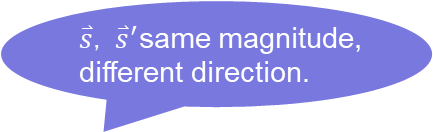 s⃗, s⃗′same magnitude,
different direction.